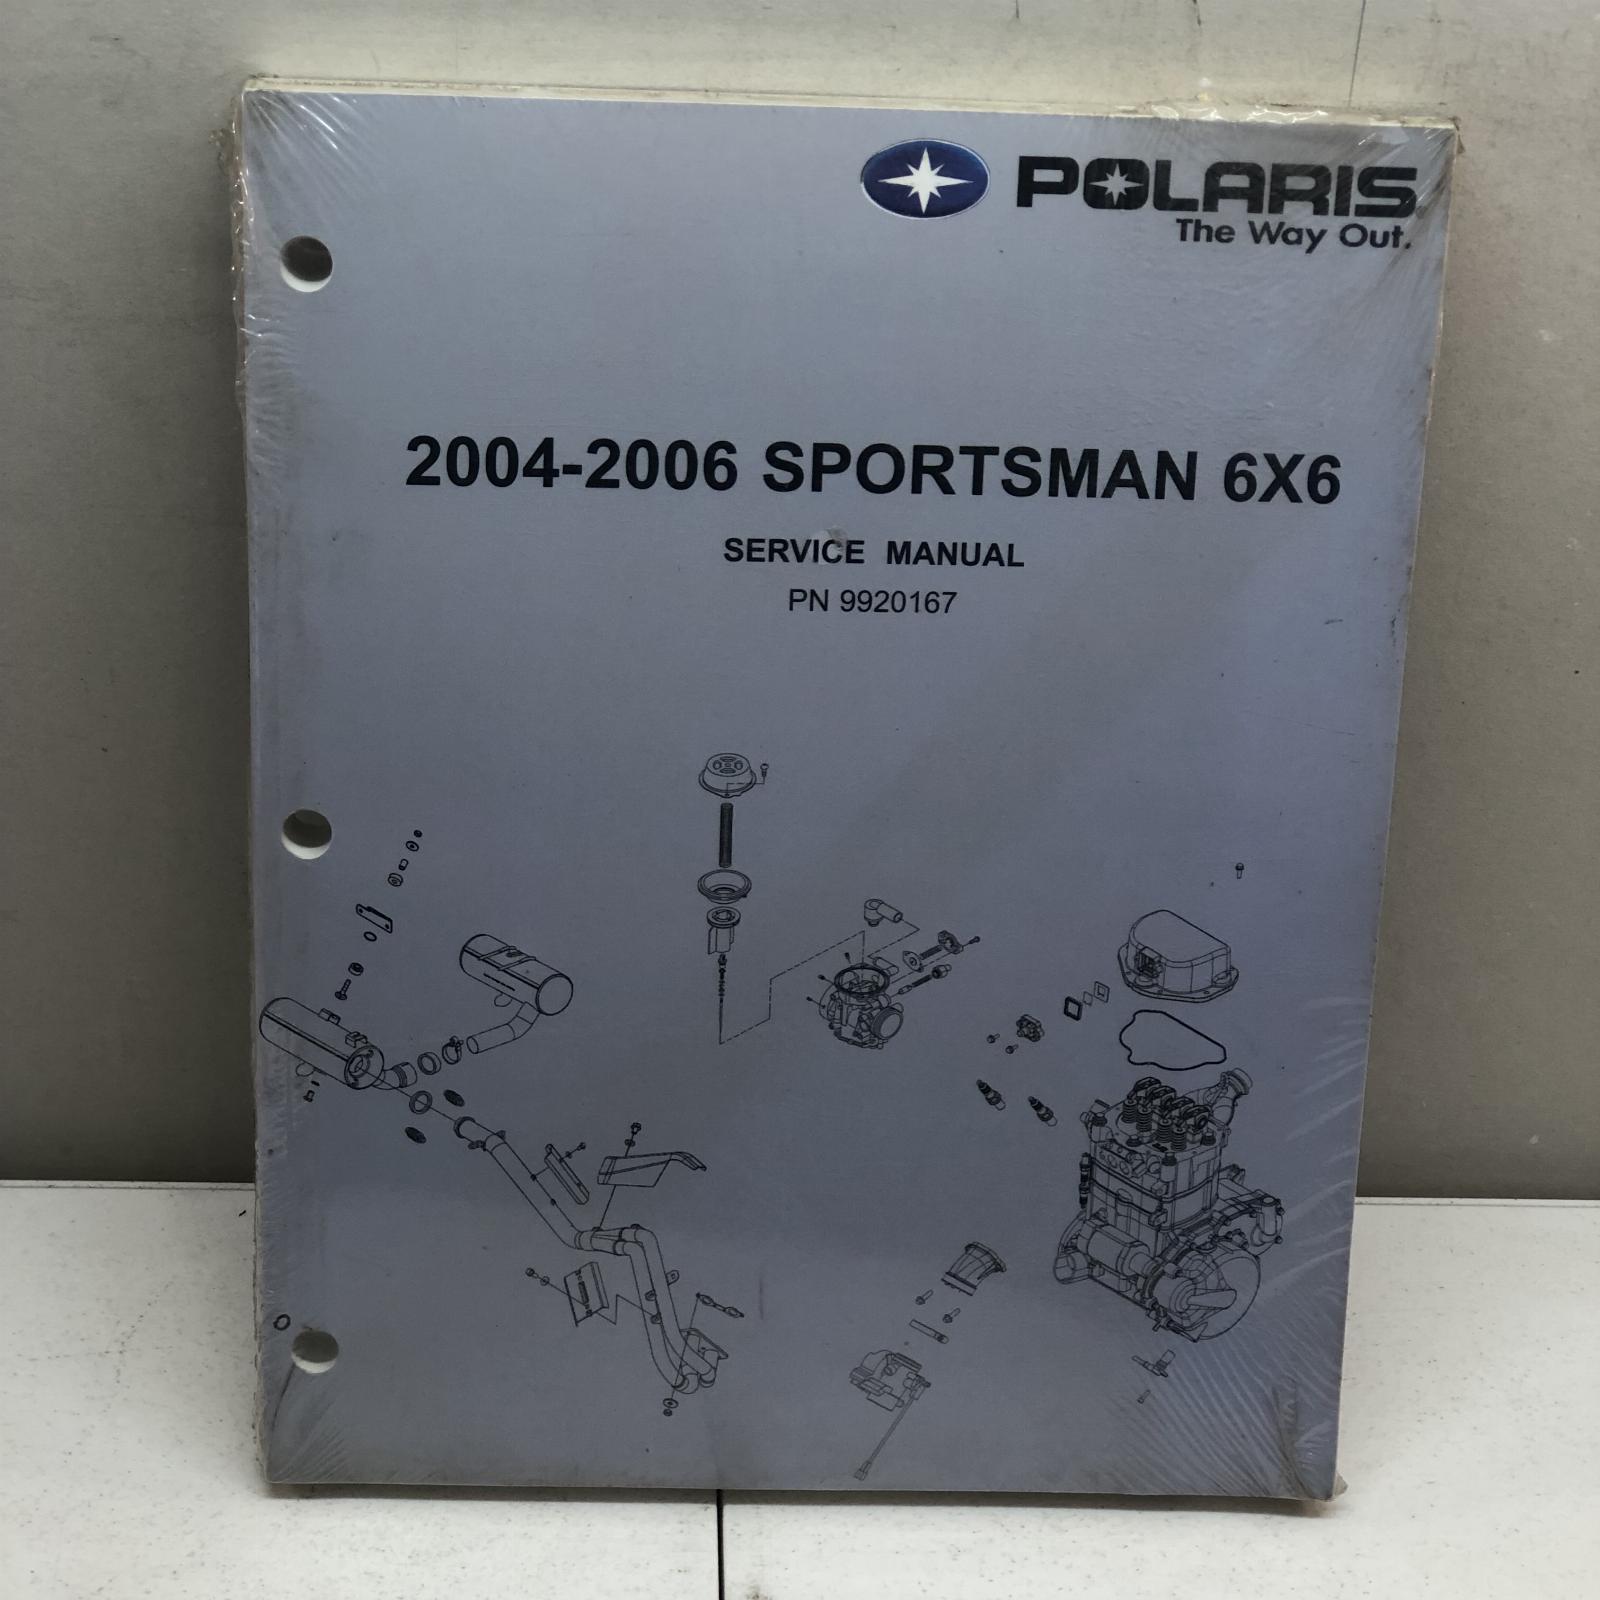 POLARIS
The Way Out.
2004-2006 SPORTSMAN 6X6
SERVICE MANUAL
PN 9920167